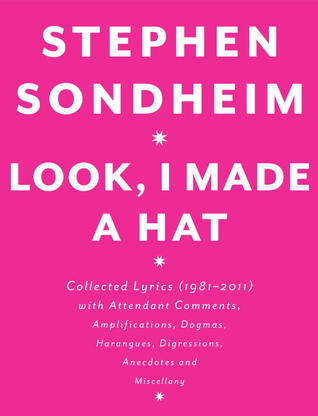 STEPHEN
SONDHEIM
LOOK, I MADE
A HAT
Collected Lyrics (1981–2011)
with Attendant Comments,
Amplifications, Dogmas,
Harangues, Digressions,
Anecdotes and
Miscellany